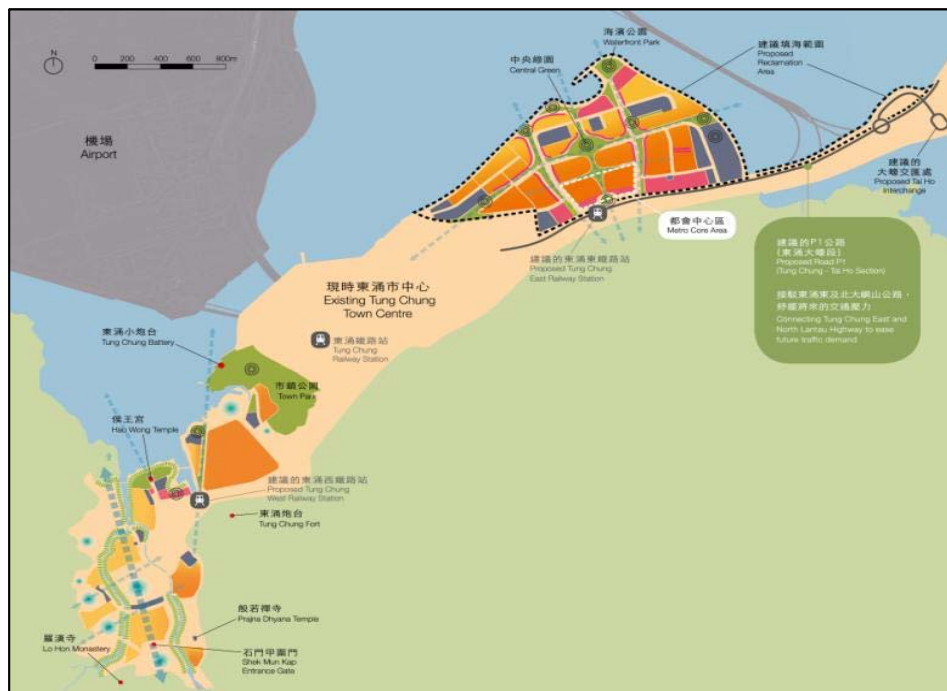 N
0 200 400 600 800m
機場
Airport
海濱公園
Waterfront Park
中央綠園
Central Green
建議填海範圍
Proposed
Reclamation
Area
建議的
大蠔交匯處
Proposed Tai Ho
Interchange
都會中心區
Metro Core Area
建議的東涌東鐵路站
Proposed Tung Chung
East Railway Station
建議的P1公路
(東涌大蠔段)
Proposed Road P1
(Tung Chung - Tai Ho Section)
接駁東涌東及北大嶼山公路，
紓緩將來的交通壓力
Connecting Tung Chung East and
North Lantau Highway to ease
future traffic demand
現時東涌市中心
Existing Tung Chung
Town Centre
東涌鐵路站
Tung Chung
Railway Station
東涌小炮台
Tung Chung Battery
市鎮公園
Town Park
侯王宮
Hau Wong Temple
建議的東涌西鐵路站
Proposed Tung Chung
West Railway Station
東涌炮台
Tung Chung Fort
般若禪寺
Prajna Dhyana Temple
羅漢寺
Lo Hon Monastery
石門甲圍門
Shek Mun Kap
Entrance Gate